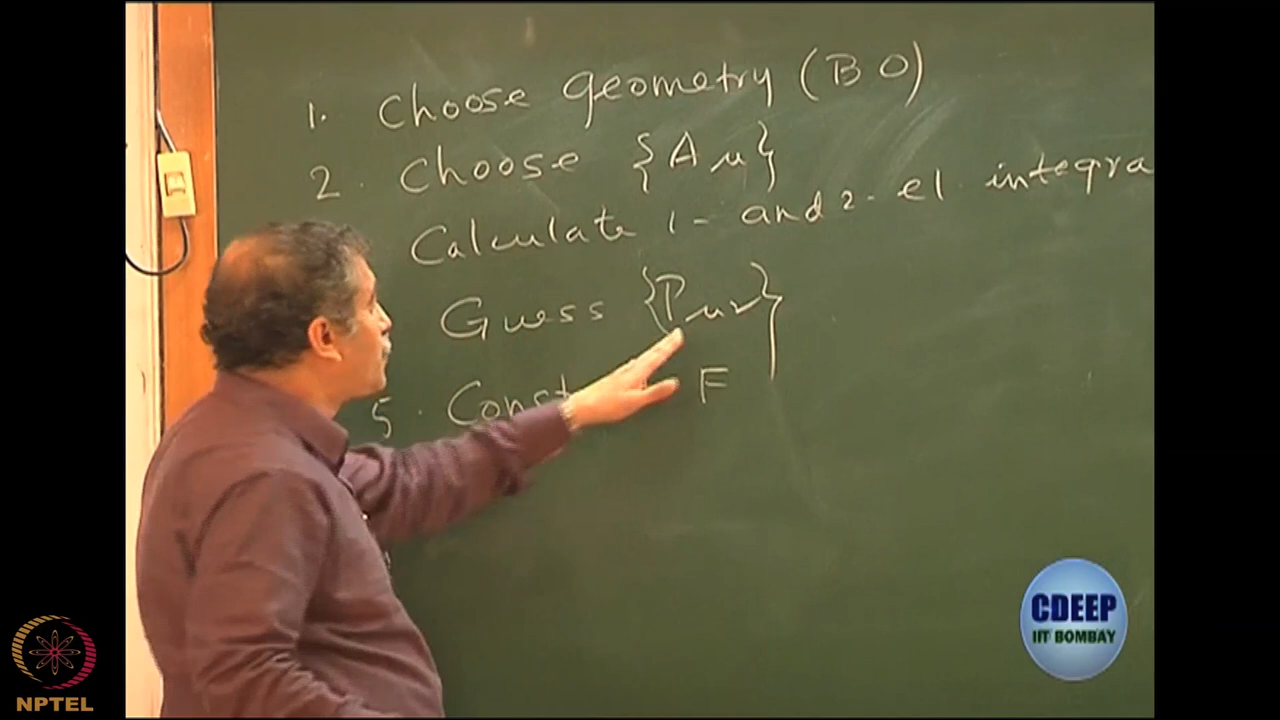 1. Choose geometry (BO)
2. Choose {Aμ}
Calculate 1- and 2-el. integra
Guess {Pμν}
5. Const F
CDEEP
IIT BOMBAY
NPTEL